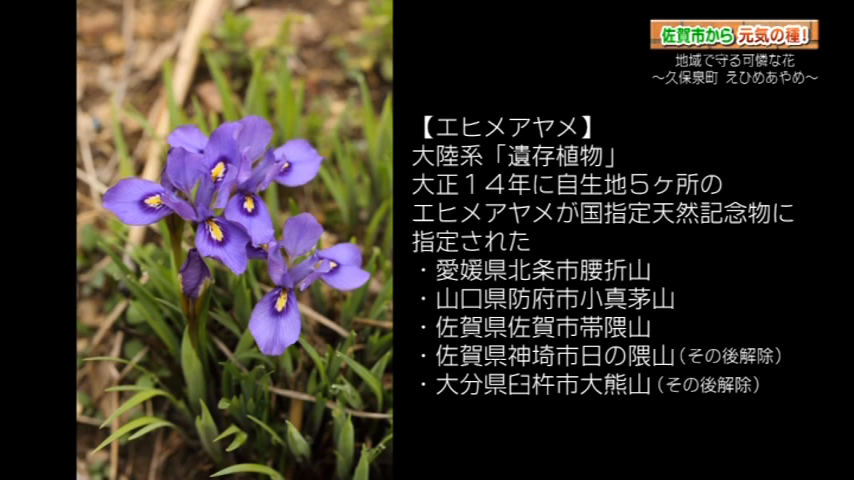 佐賀市から 元気の種!
地域で守る可憐な花
～久保泉町 えひめあやめ～
【エヒメアヤメ】
大陸系「遺存植物」
大正１４年に自生地５ヶ所の
エヒメアヤメが国指定天然記念物に
指定された
・愛媛県北条市腰折山
・山口県防府市小真茅山
・佐賀県佐賀市帯隈山
・佐賀県神埼市日の隈山（その後解除）
・大分県臼杵市大熊山（その後解除）